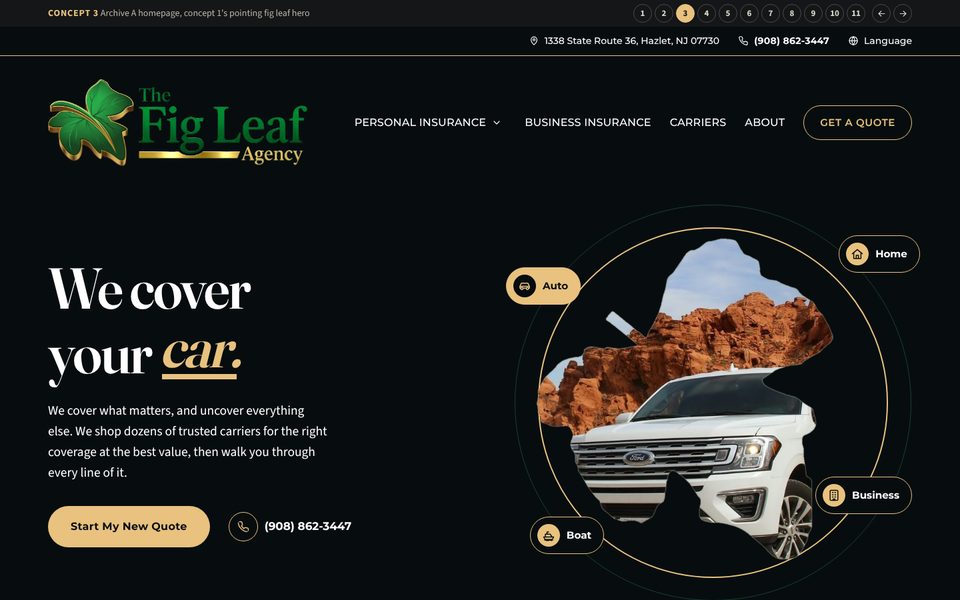 CONCEPT 3 Archive A homepage, concept 1's pointing fig leaf hero
1 2 3 4 5 6 7 8 9 10 11
1338 State Route 36, Hazlet, NJ 07730 (908) 862-3447 Language
The
Fig Leaf
Agency
PERSONAL INSURANCE BUSINESS INSURANCE CARRIERS ABOUT GET A QUOTE
Home
Auto
We cover
your car.
We cover what matters, and uncover everything
else. We shop dozens of trusted carriers for the right
coverage at the best value, then walk you through
every line of it.
Ford
Business
Start My New Quote (908) 862-3447
Boat